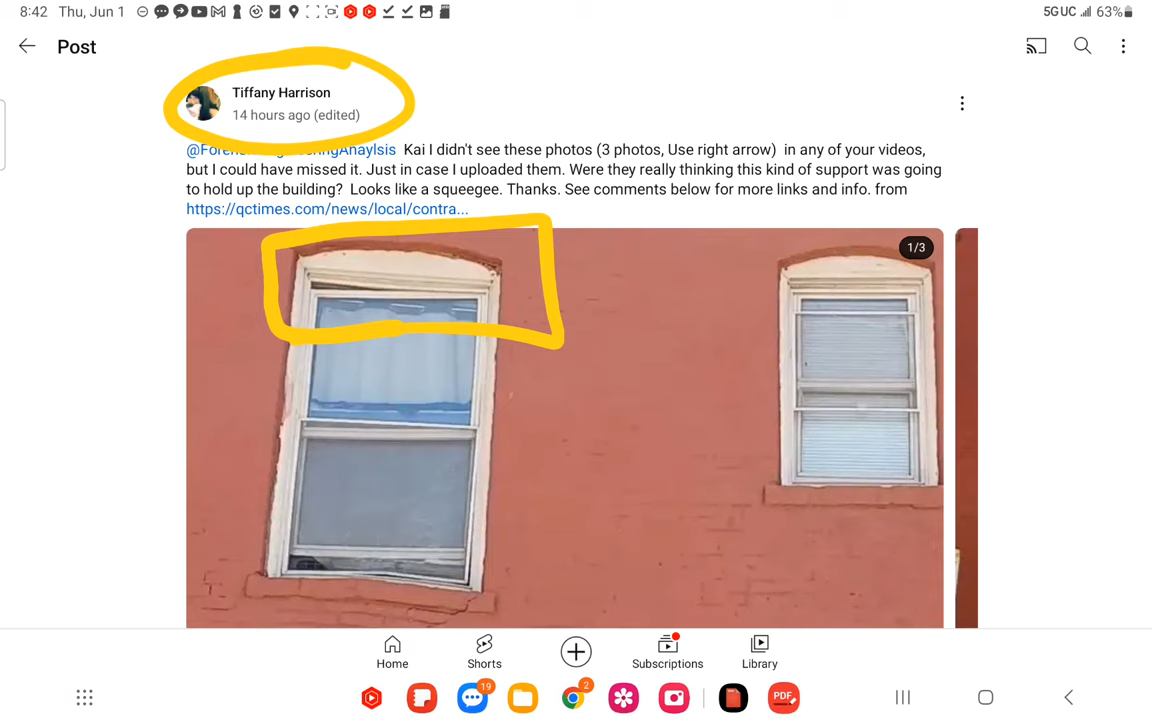 8:42 Thu, Jun 1
5GUC 63%
Post
Tiffany Harrison
14 hours ago (edited)
Kai I didn't see these photos (3 photos, Use right arrow) in any of your videos,
but I could have missed it. Just in case I uploaded them. Were they really thinking this kind of support was going
to hold up the building? Looks like a squeegee. Thanks. See comments below for more links and info. from
https://qctimes.com/news/local/contra...
1/3
Home
Shorts
Subscriptions
Library
19
2
PDF